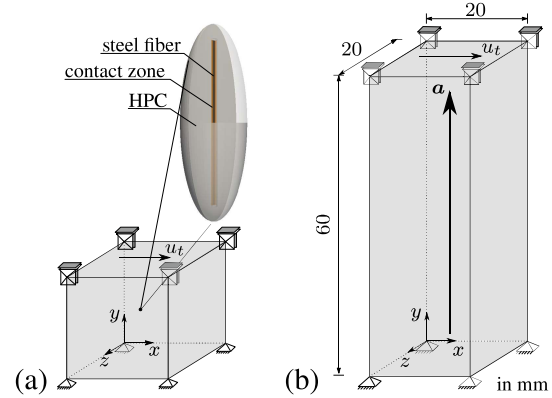 steel fiber
contact zone
HPC
u_t
y
x
z
(a)
20
20
u_t
a
60
y
x
z
(b)
in mm